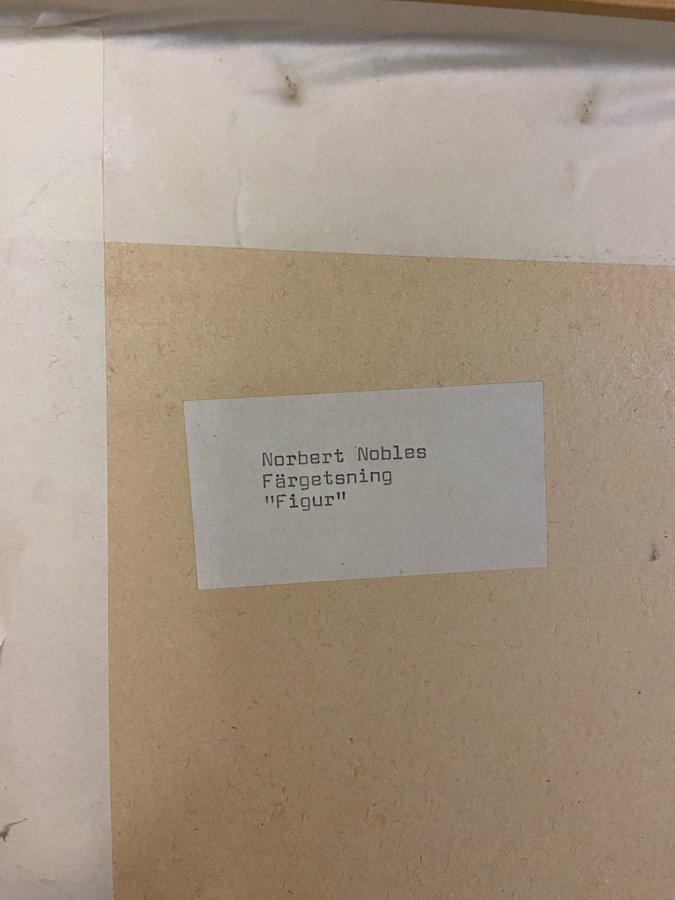 Norbert Nobles
Färgetsning
"Figur"